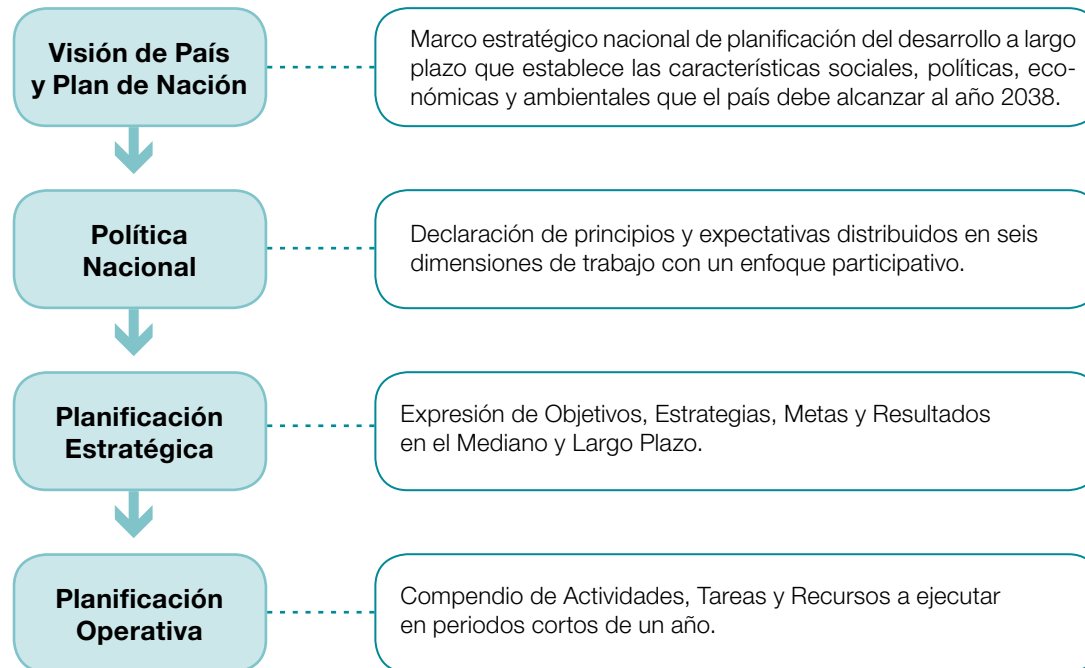 Visión de País
y Plan de Nación
Marco estratégico nacional de planificación del desarrollo a largo
plazo que establece las características sociales, políticas, eco-
nómicas y ambientales que el país debe alcanzar al año 2038.
Política
Nacional
Declaración de principios y expectativas distribuidos en seis
dimensiones de trabajo con un enfoque participativo.
Planificación
Estratégica
Expresión de Objetivos, Estrategias, Metas y Resultados
en el Mediano y Largo Plazo.
Planificación
Operativa
Compendio de Actividades, Tareas y Recursos a ejecutar
en periodos cortos de un año.